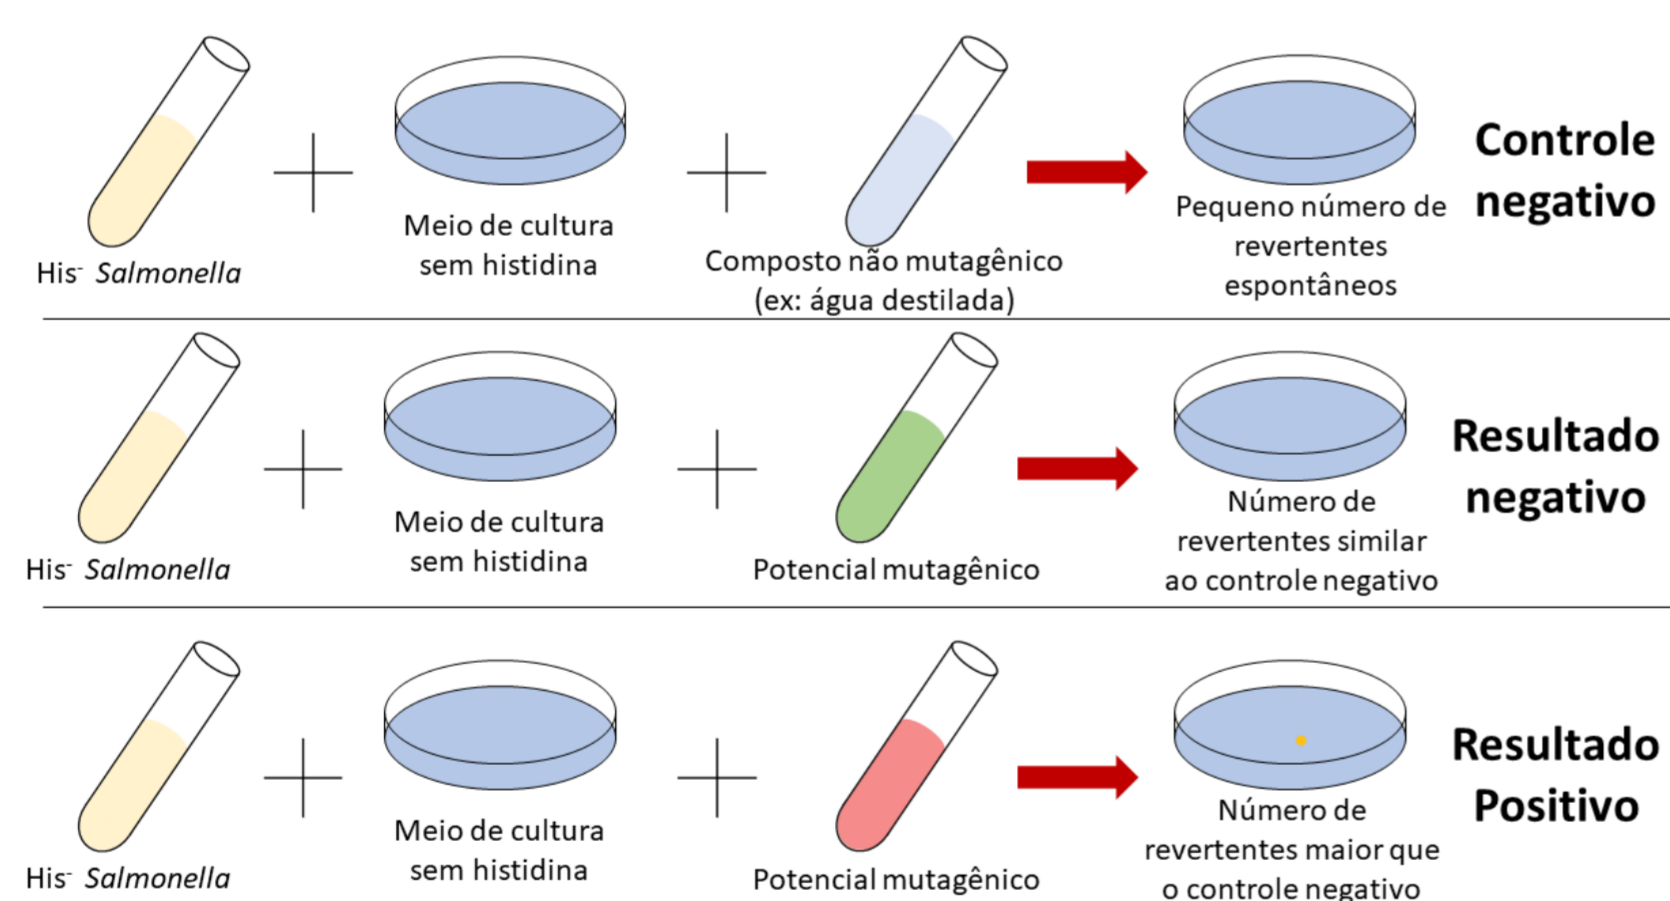 His⁻ Salmonella
Meio de cultura
sem histidina
Composto não mutagênico
(ex: água destilada)
Pequeno número de
revertentes
espontâneos
Controle
negativo
His⁻ Salmonella
Meio de cultura
sem histidina
Potencial mutagênico
Número de
revertentes similar
ao controle negativo
Resultado
negativo
His⁻ Salmonella
Meio de cultura
sem histidina
Potencial mutagênico
Número de
revertentes maior que
o controle negativo
Resultado
Positivo